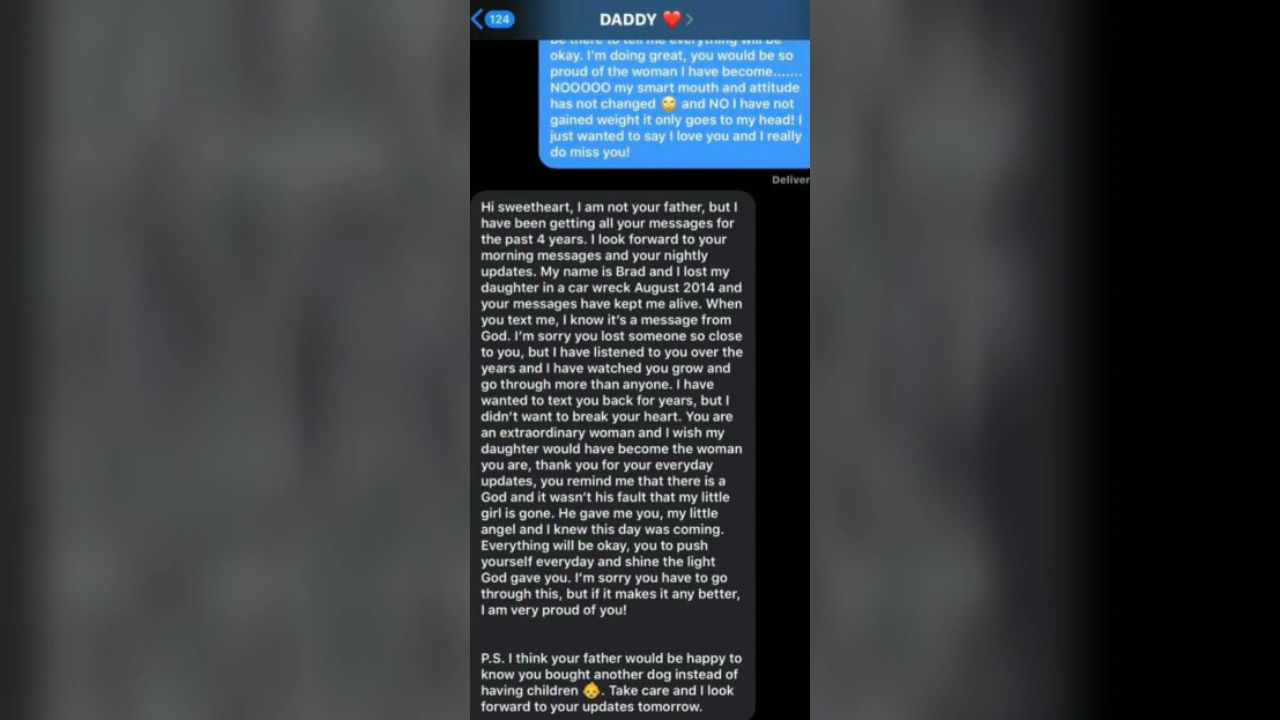 124
DADDY ❤️ >
be there to tell me everything will be
okay. I'm doing great, you would be so
proud of the woman I have become.......
NOOOOO my smart mouth and attitude
has not changed 🙄 and NO I have not
gained weight it only goes to my head! I
just wanted to say I love you and I really
do miss you!
Deliver
Hi sweetheart, I am not your father, but I
have been getting all your messages for
the past 4 years. I look forward to your
morning messages and your nightly
updates. My name is Brad and I lost my
daughter in a car wreck August 2014 and
your messages have kept me alive. When
you text me, I know it's a message from
God. I'm sorry you lost someone so close
to you, but I have listened to you over the
years and I have watched you grow and
go through more than anyone. I have
wanted to text you back for years, but I
didn't want to break your heart. You are
an extraordinary woman and I wish my
daughter would have become the woman
you are, thank you for your everyday
updates, you remind me that there is a
God and it wasn't his fault that my little
girl is gone. He gave me you, my little
angel and I knew this day was coming.
Everything will be okay, you to push
yourself everyday and shine the light
God gave you. I'm sorry you have to go
through this, but if it makes it any better,
I am very proud of you!
P.S. I think your father would be happy to
know you bought another dog instead of
having children 👶. Take care and I look
forward to your updates tomorrow.